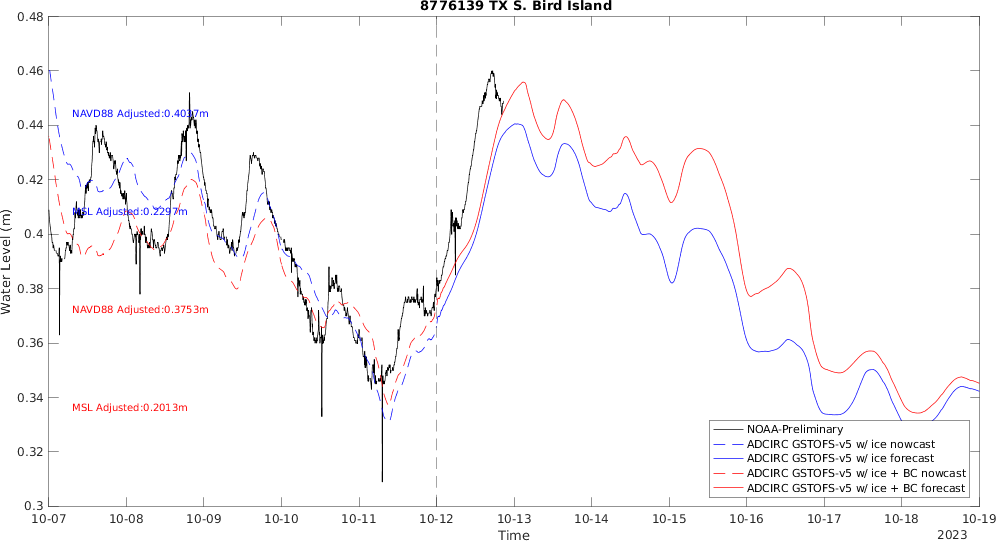 8776139 TX S. Bird Island
Water Level (m)
0.48
0.46
0.44
0.42
0.4
0.38
0.36
0.34
0.32
0.3
NAVD88 Adjusted:0.4037m
MSL Adjusted:0.2297m
NAVD88 Adjusted:0.3753m
MSL Adjusted:0.2013m
NOAA-Preliminary
ADCIRC GSTOFS-v5 w/ ice nowcast
ADCIRC GSTOFS-v5 w/ ice forecast
ADCIRC GSTOFS-v5 w/ ice + BC nowcast
ADCIRC GSTOFS-v5 w/ ice + BC forecast
10-07 10-08 10-09 10-10 10-11 10-12 10-13 10-14 10-15 10-16 10-17 10-18 10-19
Time
2023